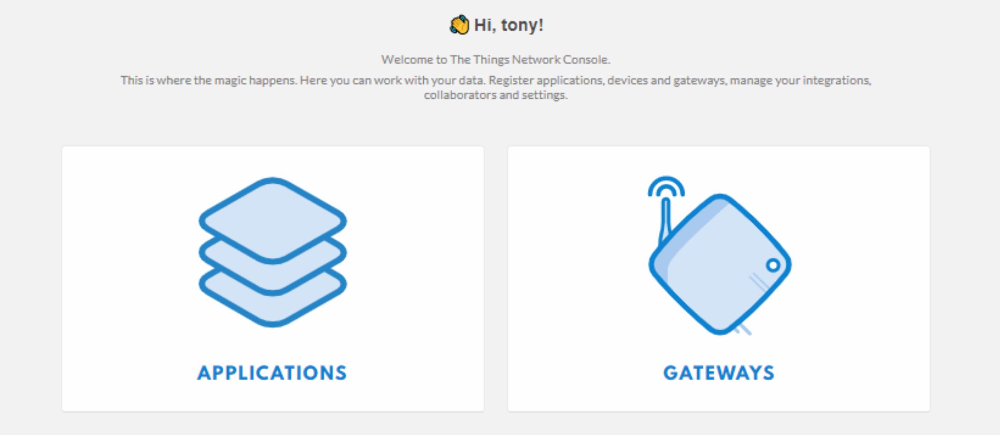 Hi, tony!
Welcome to The Things Network Console.
This is where the magic happens. Here you can work with your data. Register applications, devices and gateways, manage your integrations,
collaborators and settings.
APPLICATIONS
GATEWAYS